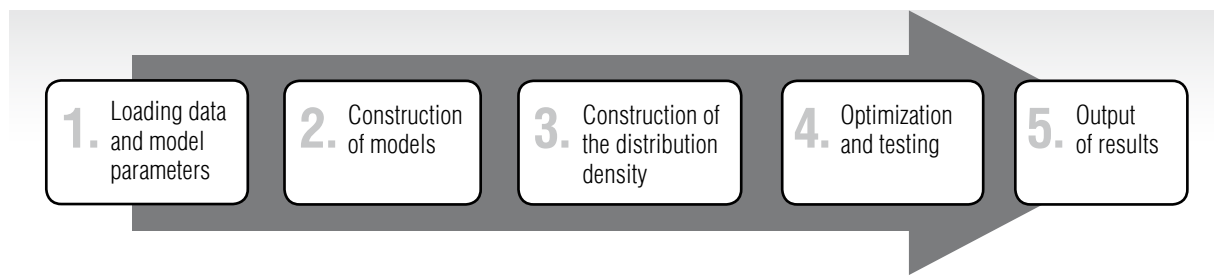 1. Loading data
and model
parameters
2. Construction
of models
3. Construction of
the distribution
density
4. Optimization
and testing
5. Output
of results